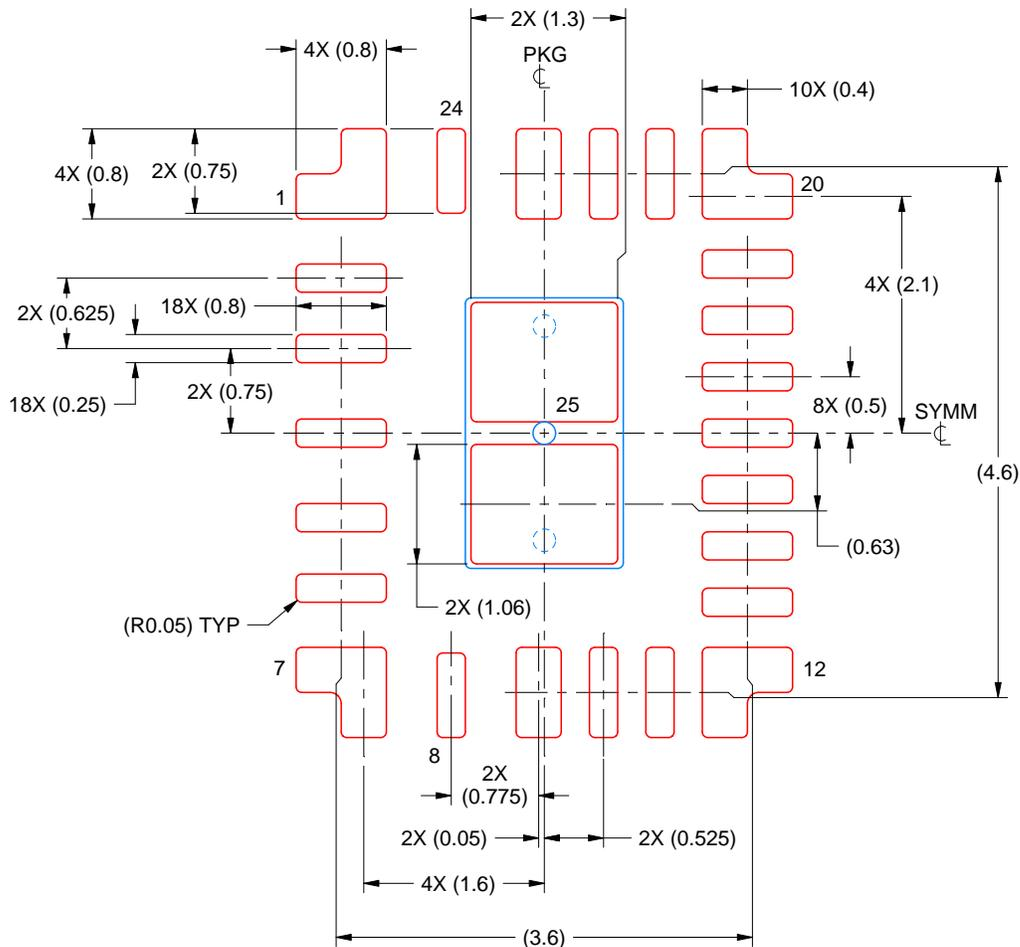 2X (1.3)
4X (0.8)
PKG
℄
10X (0.4)
24
4X (0.8)
2X (0.75)
1
20
4X (2.1)
2X (0.625)
18X (0.8)
2X (0.75)
18X (0.25)
25
8X (0.5)
SYMM
℄
(4.6)
(0.63)
2X (1.06)
(R0.05) TYP
7
12
8
2X
(0.775)
2X (0.05)
2X (0.525)
4X (1.6)
(3.6)